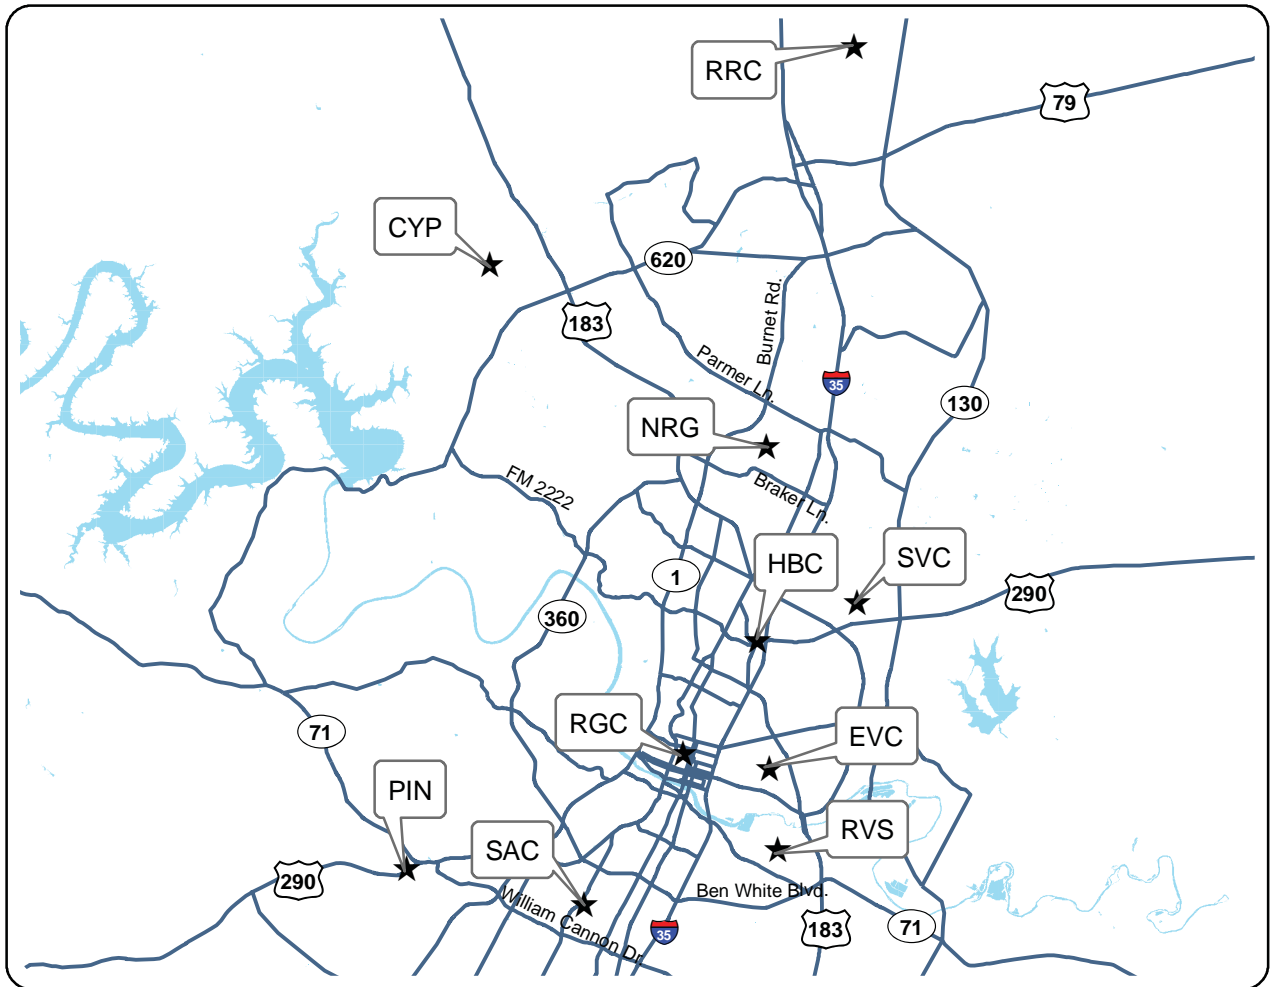 RRC
79
CYP
620
183
Burnet Rd.
Parmer Ln.
35
130
NRG
FM 2222
Braker Ln.
HBC
SVC
1
290
360
RGC
EVC
71
PIN
RVS
SAC
290
Ben White Blvd.
William Cannon Dr.
35
183
71